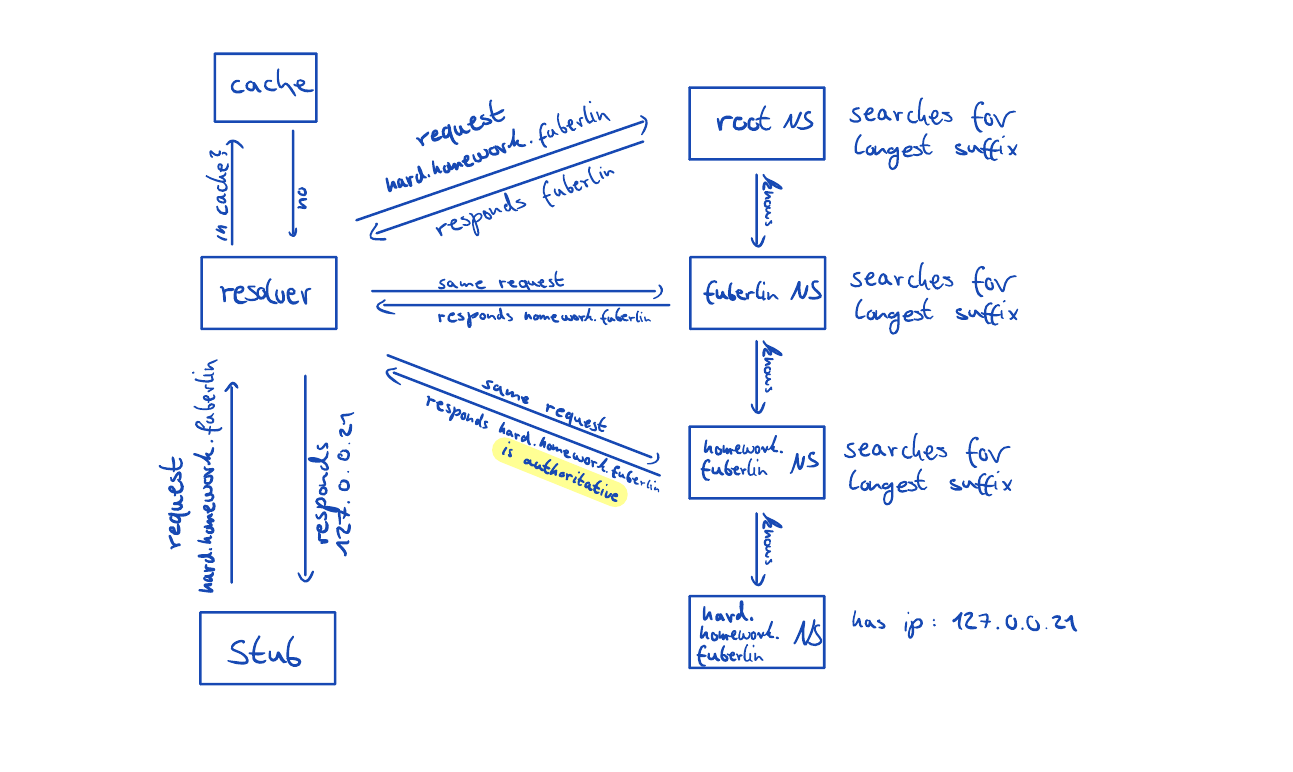 cache
in cache?
no
request
hard.homework.fuberlin
responds fuberlin
root NS
searches for
longest suffix
knows
resolver
same request
responds homework.fuberlin
fuberlin NS
searches for
longest suffix
knows
same request
responds hard.homework.fuberlin
is authoritative
homework.
fuberlin NS
searches for
longest suffix
knows
request
hard.homework.fuberlin
responds
127.0.0.21
Stub
hard.
homework. NS
fuberlin
has ip: 127.0.0.21